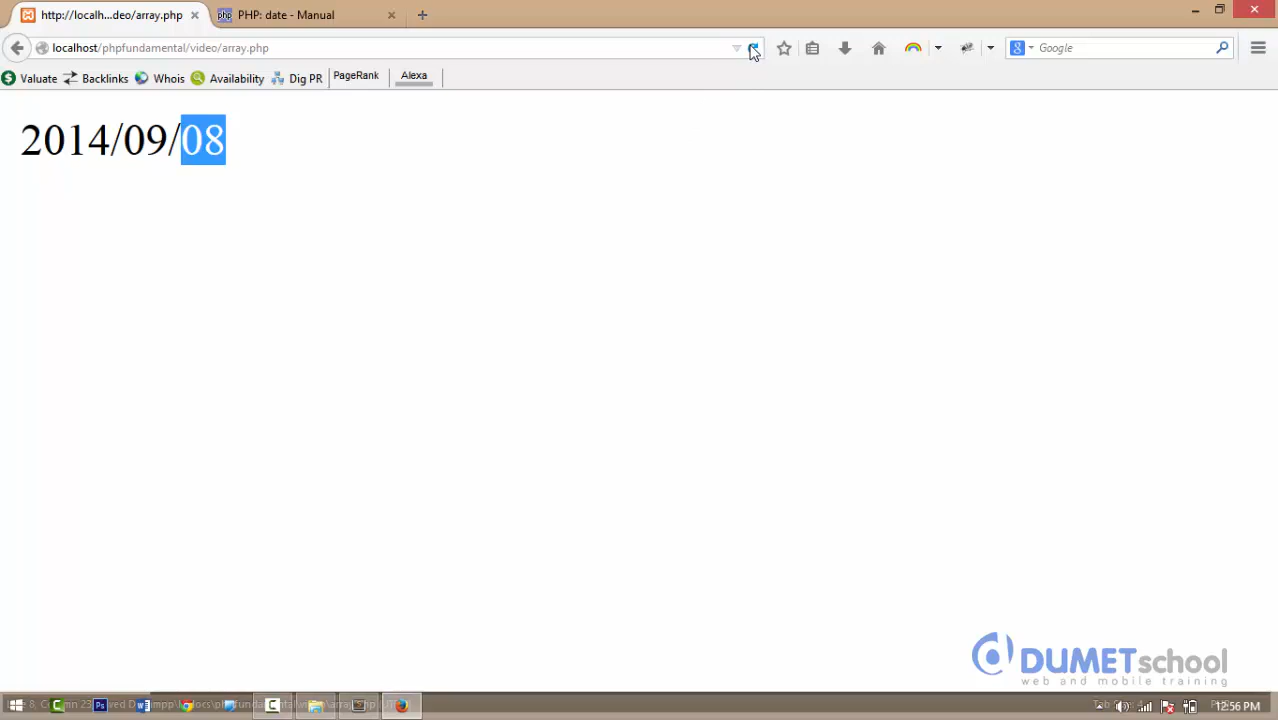 http://localh...deo/array.php
php PHP: date - Manual
localhost/phpfundamental/video/array.php
Google
Valuate Backlinks Whois Availability Dig PR PageRank Alexa
2014/09/08
DUMETschool
web and mobile training
12:56 PM